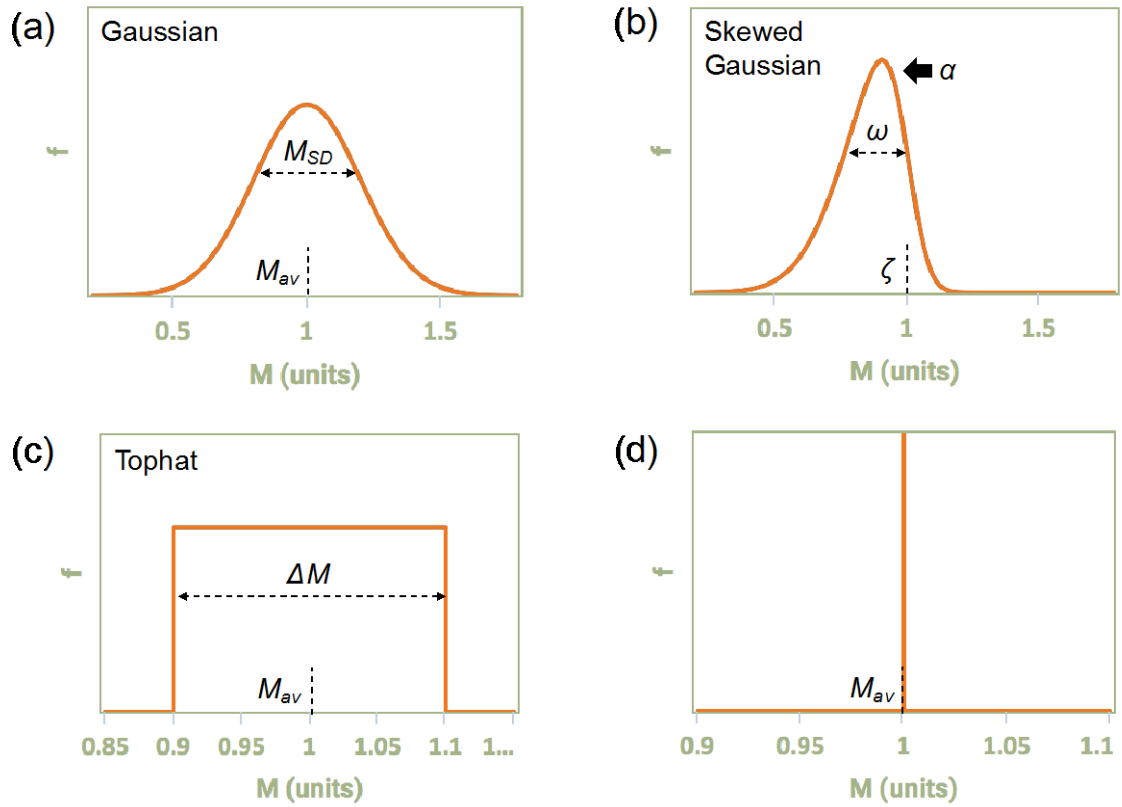 (a)
Gaussian
f
M_SD
M_av
0.5 1 1.5
M (units)
(b)
Skewed
Gaussian
α
ω
f
ζ
0.5 1 1.5
M (units)
(c)
Tophat
f
ΔM
M_av
0.85 0.9 0.95 1 1.05 1.1 1...
M (units)
(d)
f
M_av
0.9 0.95 1 1.05 1.1
M (units)